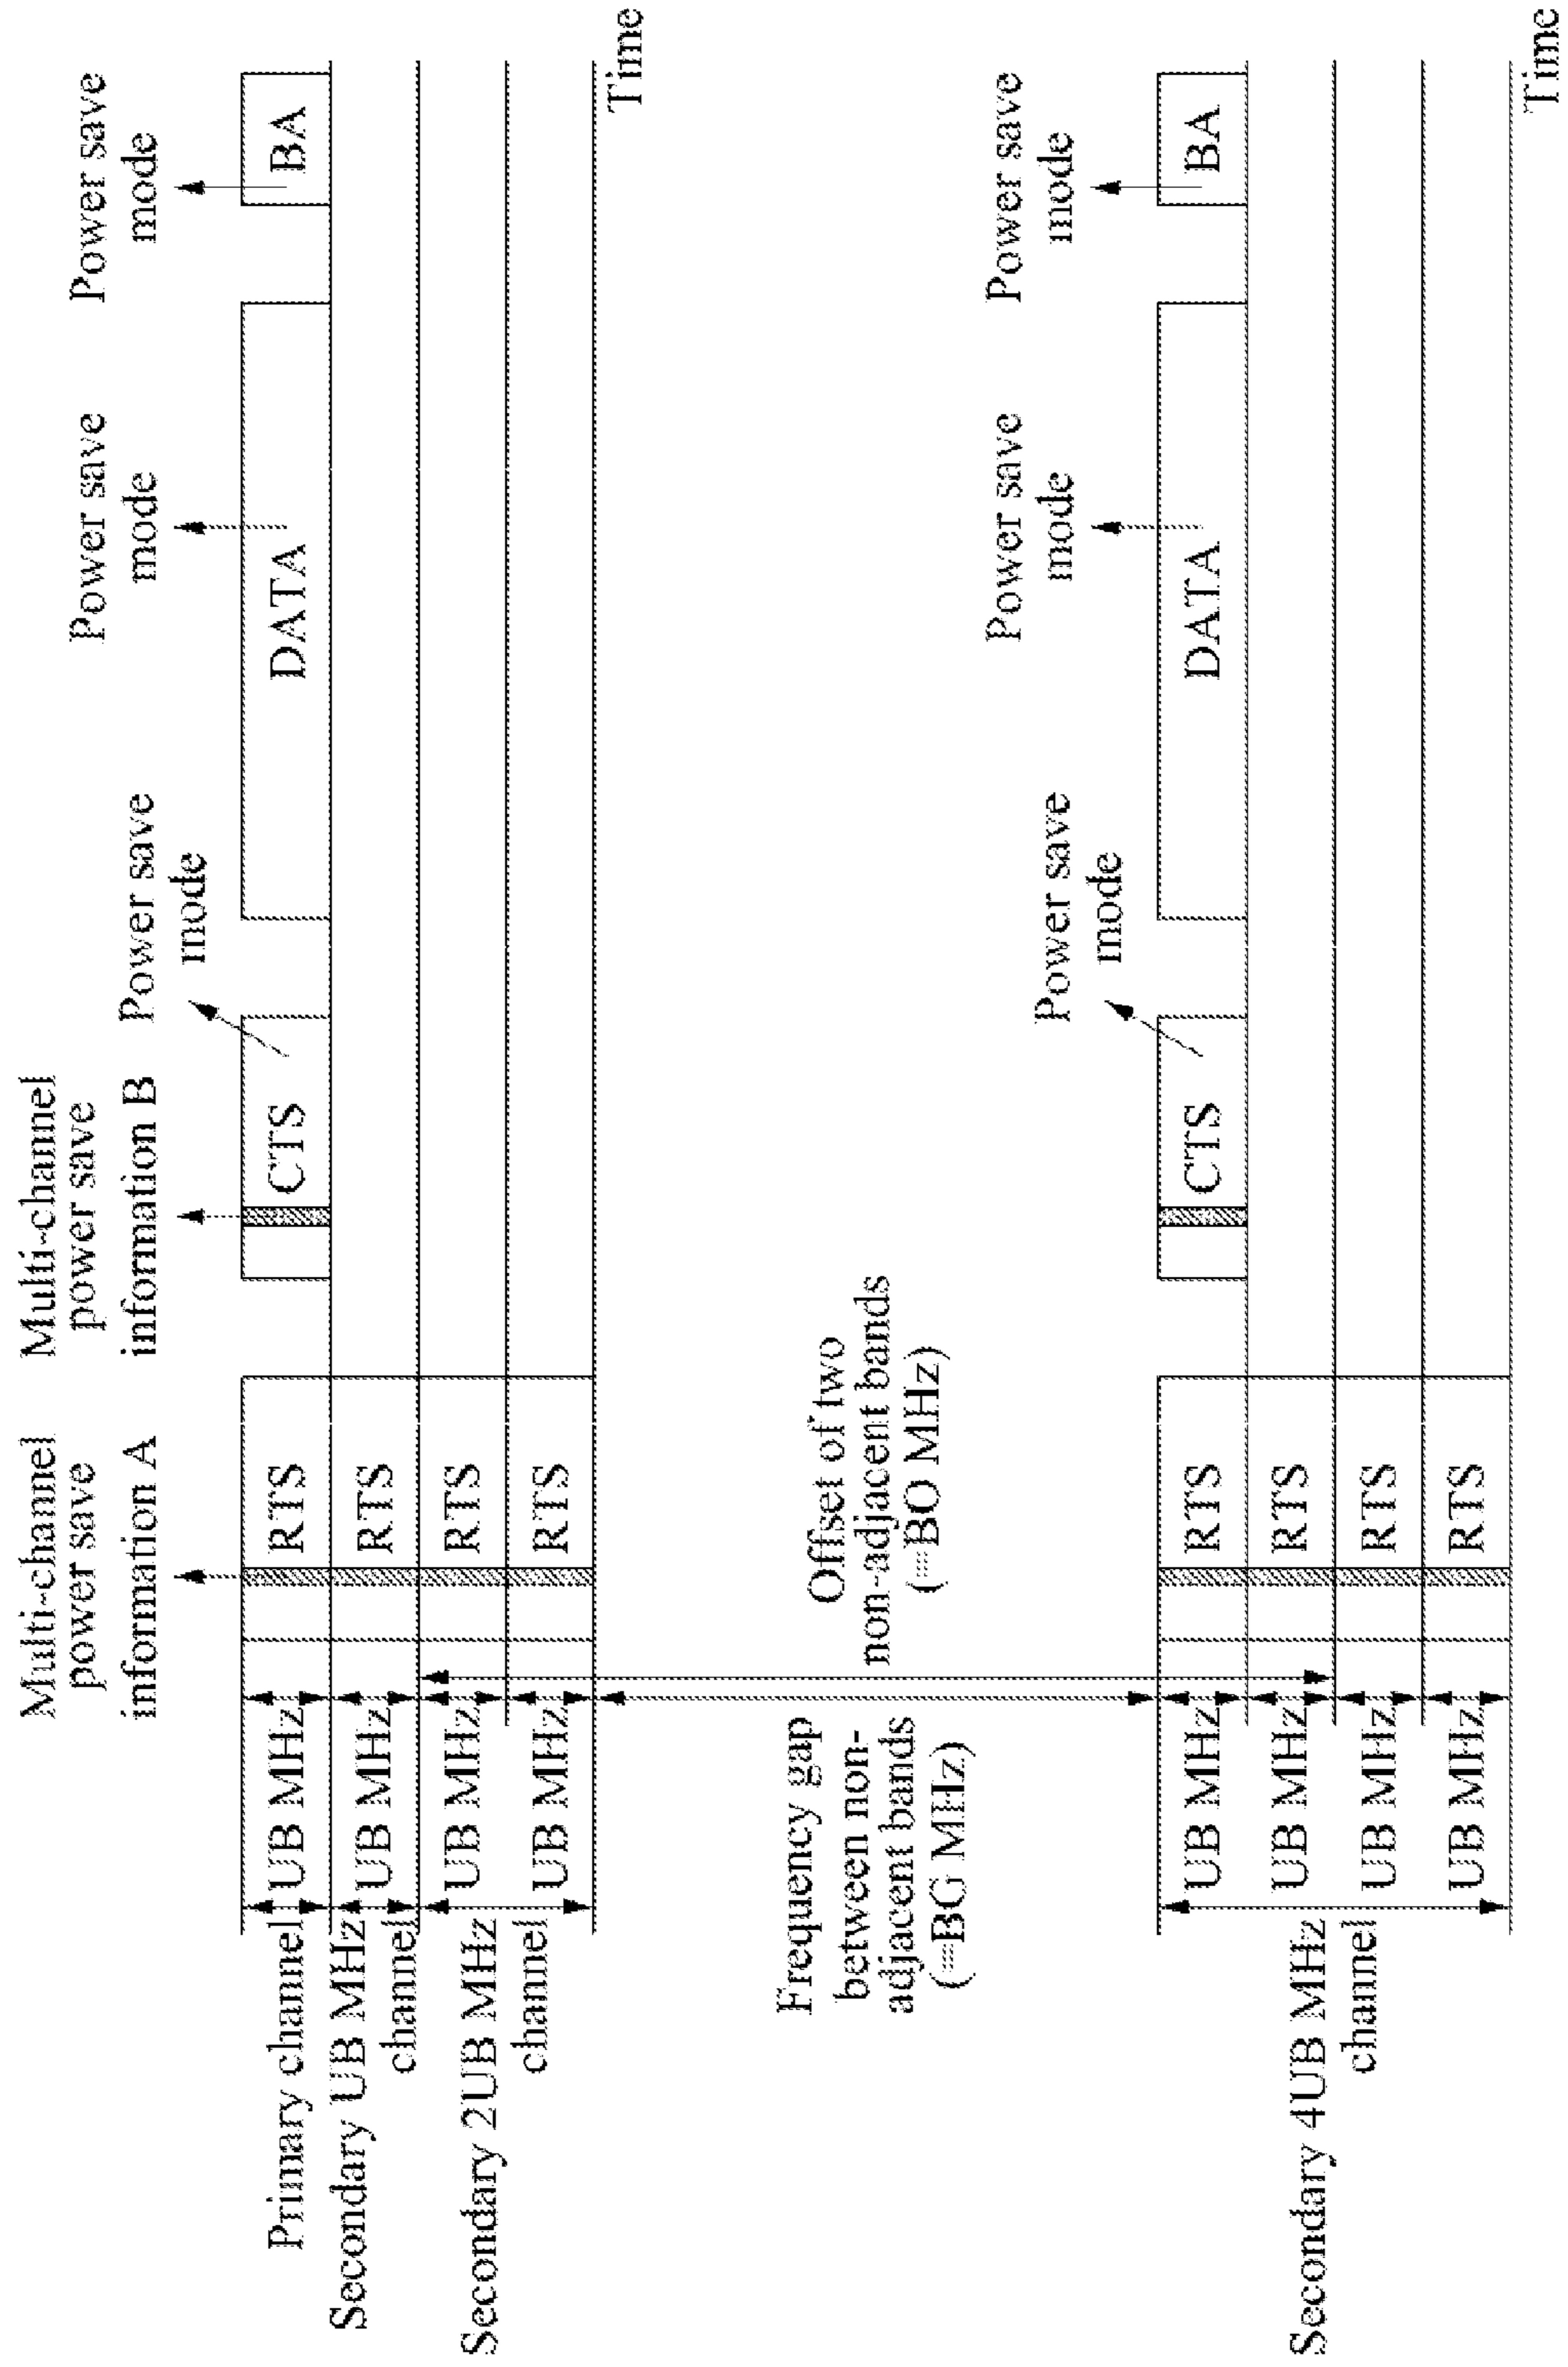 Multi-channel
power save
information A
Multi-channel
power save
information B
Power save
mode
Power save
mode
Power save
mode
Primary channel
UB MHz
RTS
CTS
DATA
BA
Secondary UB MHz
channel
UB MHz
RTS
Secondary 2UB MHz
channel
UB MHz
RTS
UB MHz
RTS
Time
Frequency gap
between non-
adjacent bands
(=BG MHz)
Offset of two
non-adjacent bands
(=BO MHz)
Power save
mode
Power save
mode
Power save
mode
Secondary 4UB MHz
channel
UB MHz
RTS
CTS
DATA
BA
UB MHz
RTS
UB MHz
RTS
UB MHz
RTS
Time